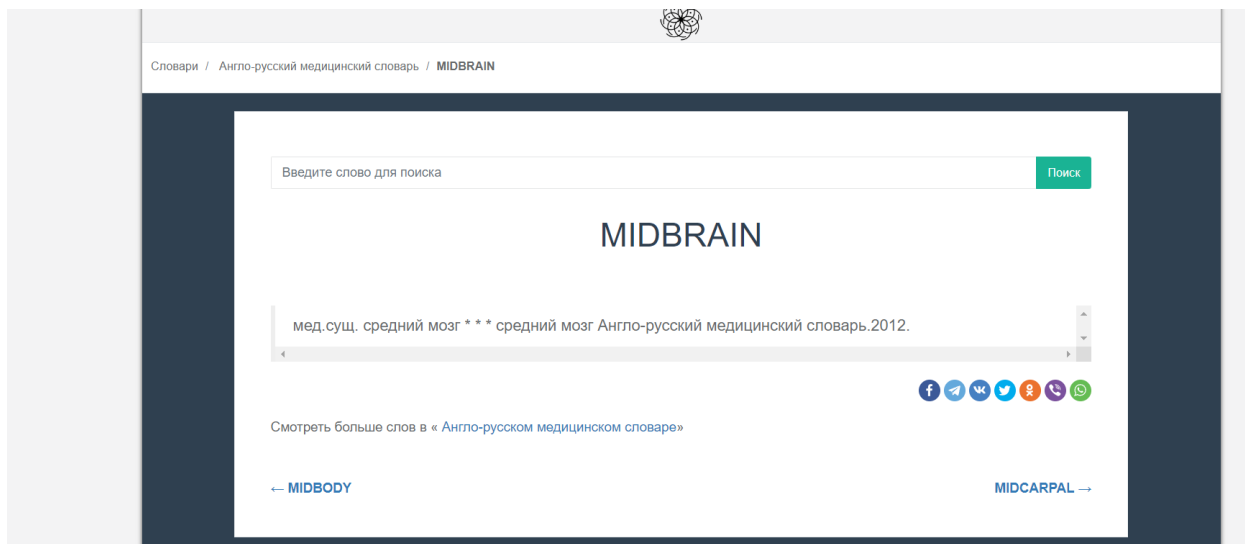 Словари / Англо-русский медицинский словарь / MIDBRAIN
Введите слово для поиска
Поиск
MIDBRAIN
мед.сущ. средний мозг * * * средний мозг Англо-русский медицинский словарь.2012.
Смотреть больше слов в « Англо-русском медицинском словаре»
← MIDBODY
MIDCARPAL →